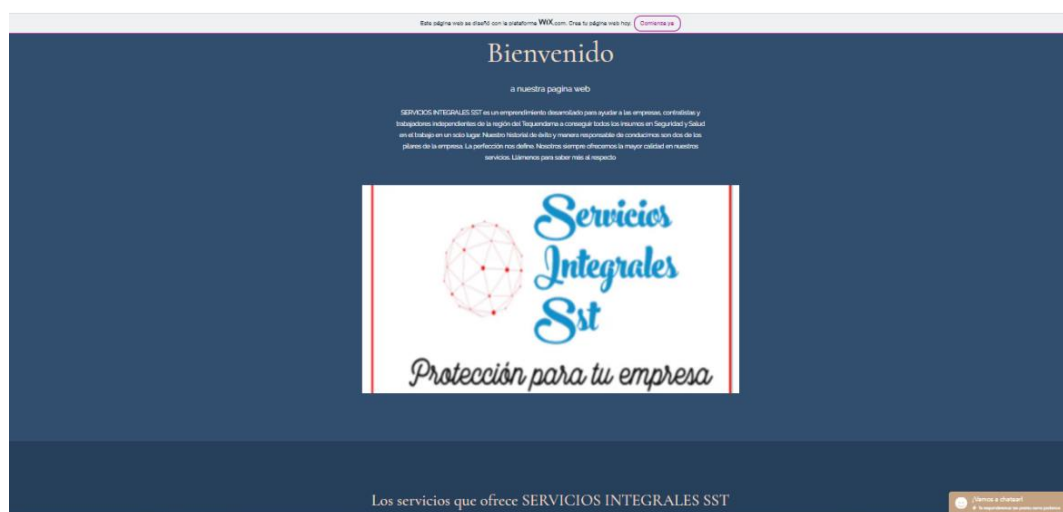 Este página web se diseñó con la plataforma WIX.com. Crea tu página web hoy. Comienza ya
Bienvenido
a nuestra pagina web
SERVICIOS INTEGRALES SST es un emprendimiento desarrollado para ayudar a las empresas, contratistas y
trabajadores independientes de la región del Tequendama a conseguir todos los insumos en Seguridad y Salud
en el trabajo en un solo lugar. Nuestro historial de éxito y manera responsable de conducirnos son dos de los
pilares de la empresa. La perfección nos define. Nosotros siempre ofrecemos la mayor calidad en nuestros
servicios. Llámenos para saber más al respecto
Servicios
Integrales
Sst
Protección para tu empresa
Los servicios que ofrece SERVICIOS INTEGRALES SST
¡Vamos a chatear!